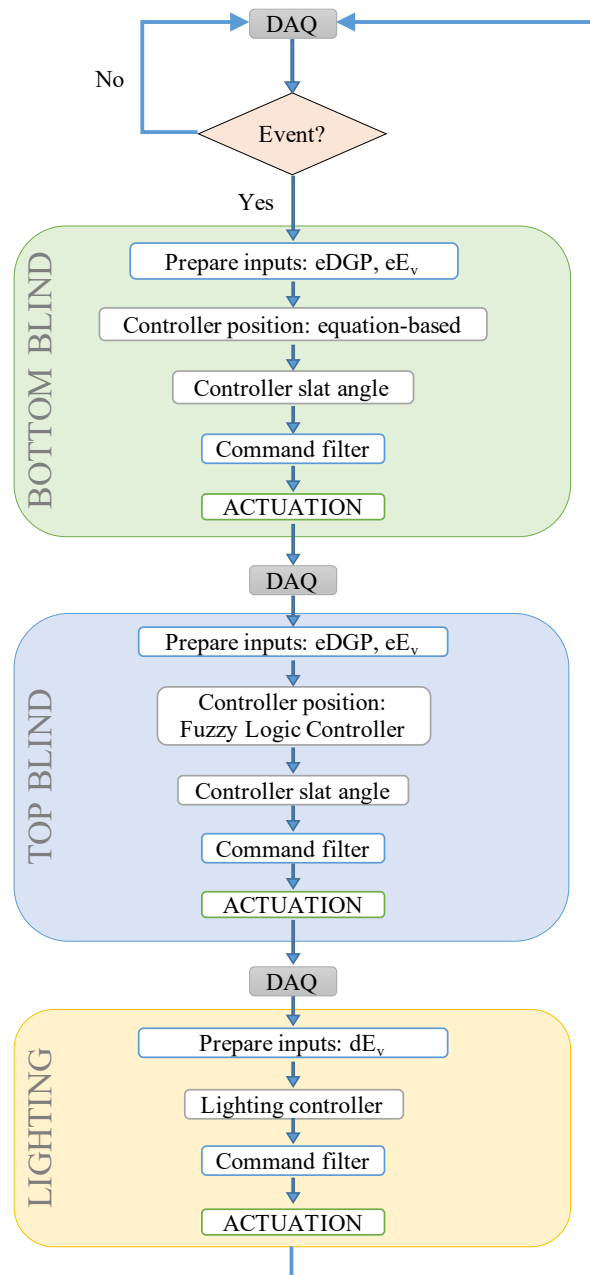 DAQ
No
Event?
Yes
BOTTOM BLIND
Prepare inputs: eDGP, eEᵥ
Controller position: equation-based
Controller slat angle
Command filter
ACTUATION
DAQ
TOP BLIND
Prepare inputs: eDGP, eEᵥ
Controller position:
Fuzzy Logic Controller
Controller slat angle
Command filter
ACTUATION
DAQ
LIGHTING
Prepare inputs: dEᵥ
Lighting controller
Command filter
ACTUATION